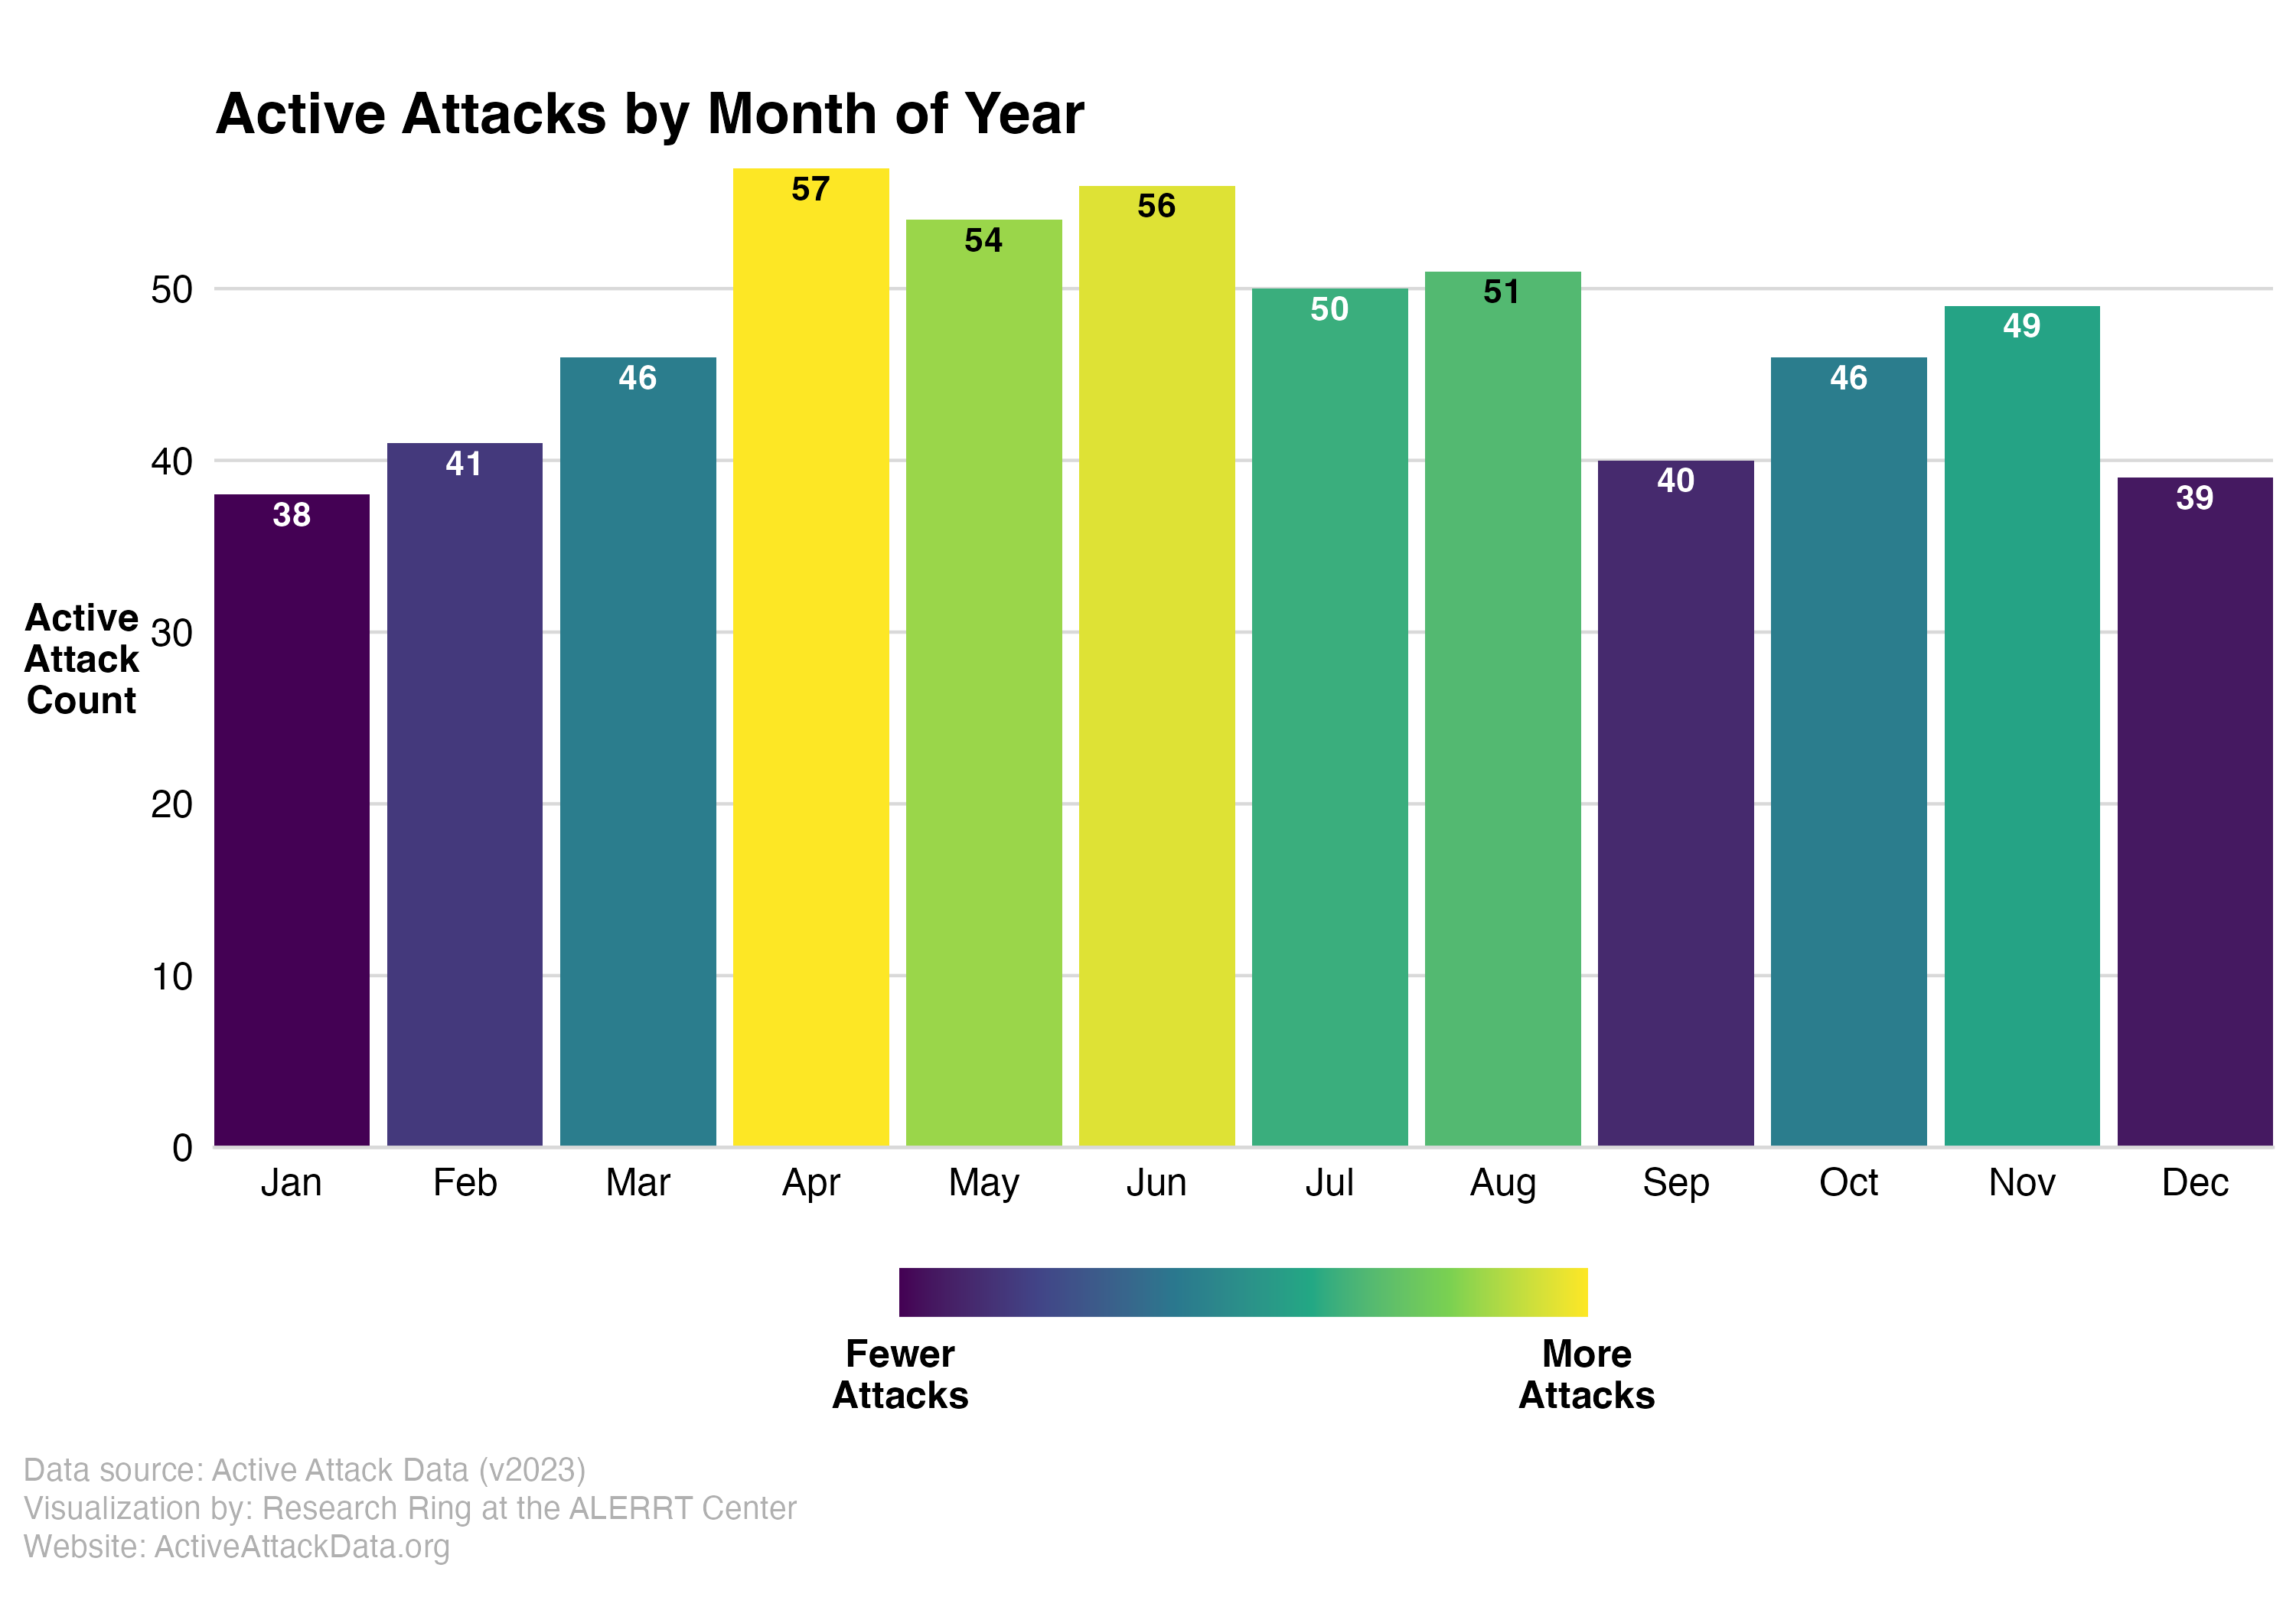 Active Attacks by Month of Year
57
54
56
50
51
50
49
46
46
41
40
40
38
39
Active
Attack
Count
30
20
10
0
Jan
Feb
Mar
Apr
May
Jun
Jul
Aug
Sep
Oct
Nov
Dec
Fewer
Attacks
More
Attacks
Data source: Active Attack Data (v2023)
Visualization by: Research Ring at the ALERRT Center
Website: ActiveAttackData.org